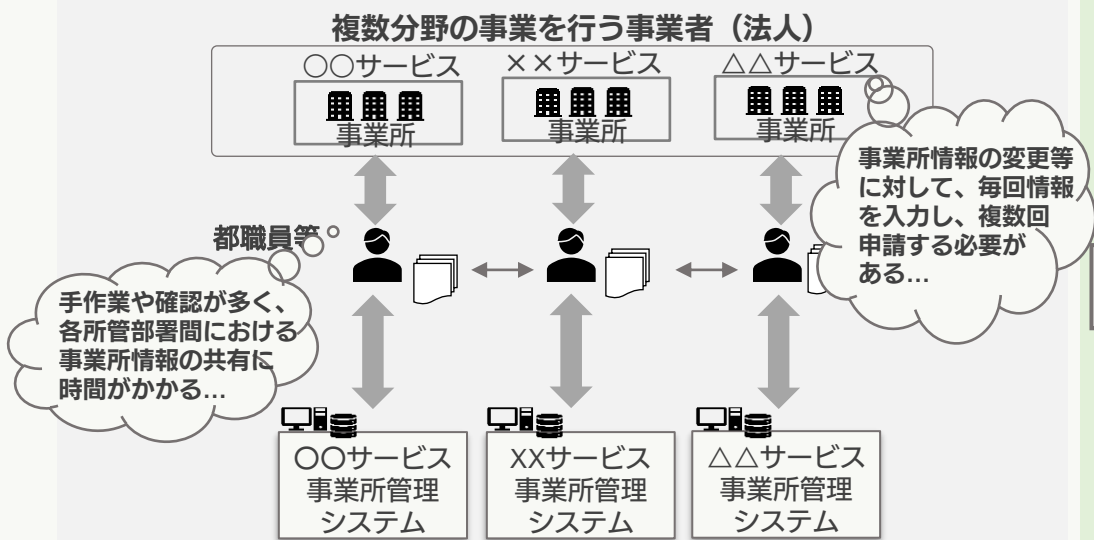 複数分野の事業を行う事業者（法人）
〇〇サービス
××サービス
△△サービス
事業所
事業所
事業所
事業所情報の変更等
に対して、毎回情報
を入力し、複数回
申請する必要が
ある…
都職員等
手作業や確認が多く、
各所管部署間における
事業所情報の共有に
時間がかかる…
〇〇サービス
事業所管理
システム
XXサービス
事業所管理
システム
△△サービス
事業所管理
システム